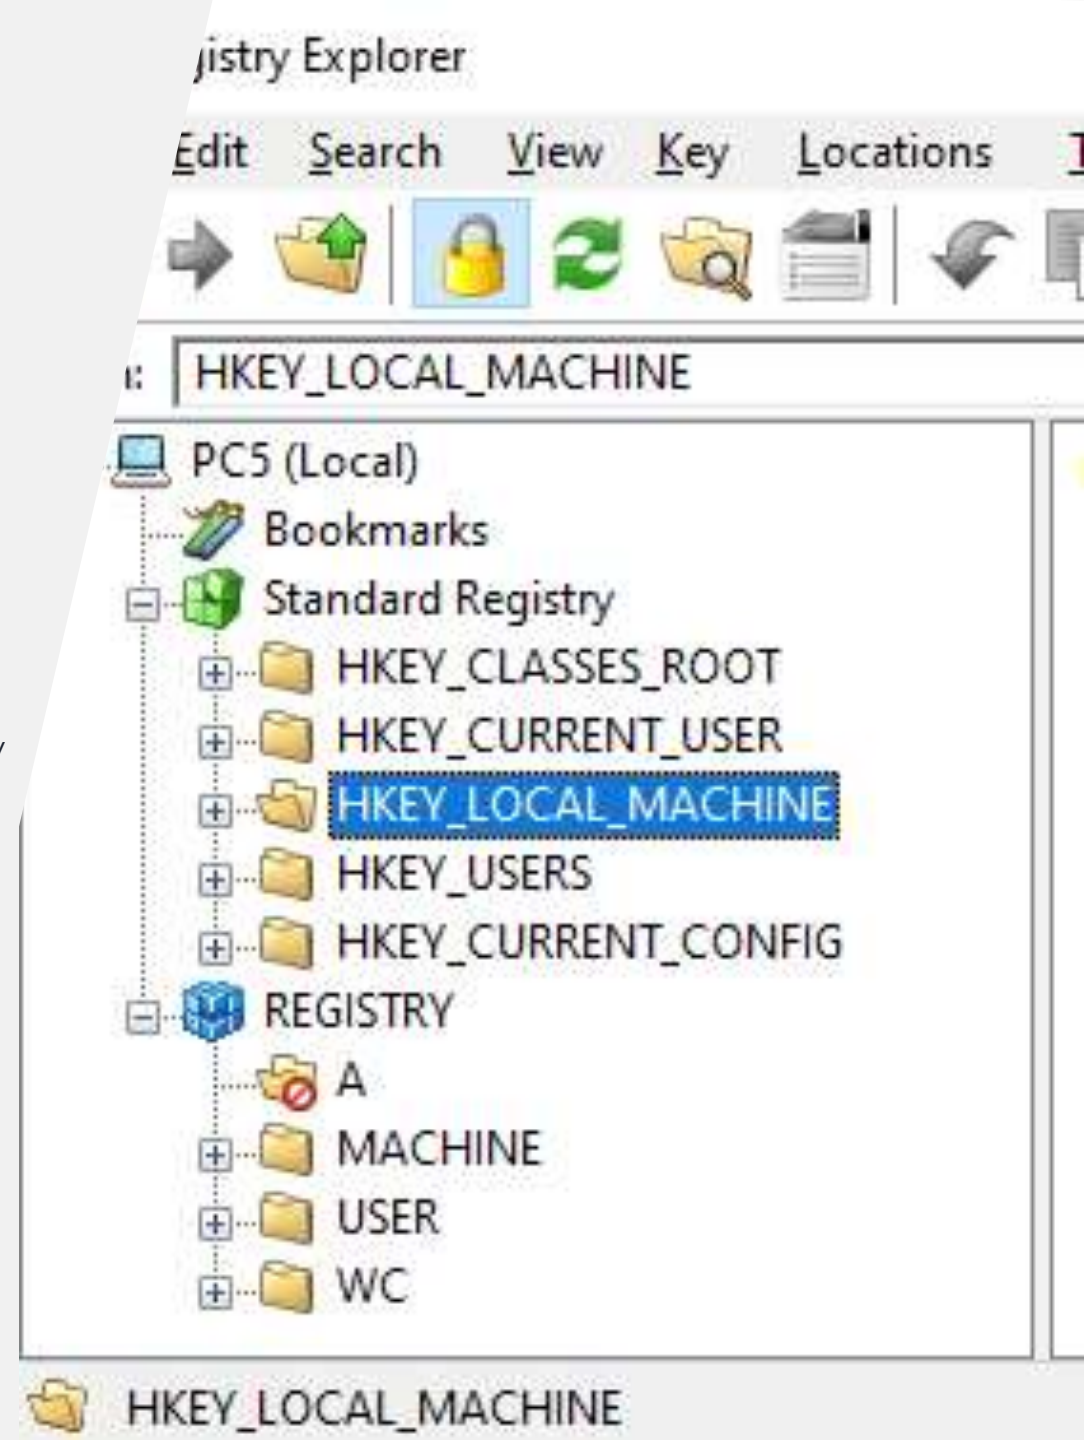 gistry Explorer
Edit Search View Key Locations T
HKEY_LOCAL_MACHINE
PC5 (Local)
Bookmarks
Standard Registry
HKEY_CLASSES_ROOT
HKEY_CURRENT_USER
HKEY_LOCAL_MACHINE
HKEY_USERS
HKEY_CURRENT_CONFIG
REGISTRY
A
MACHINE
USER
WC
HKEY_LOCAL_MACHINE